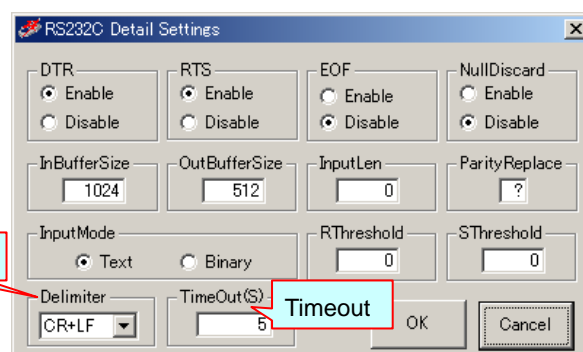 RS232C Detail Settings
DTR RTS EOF NullDiscard
Enable Enable Enable Enable
Disable Disable Disable Disable
InBufferSize OutBufferSize InputLen ParityReplace
1024 512 0 ?
InputMode RThreshold SThreshold
Text Binary 0 0
Delimiter TimeOut(S) Timeout
CR+LF 5 OK Cancel